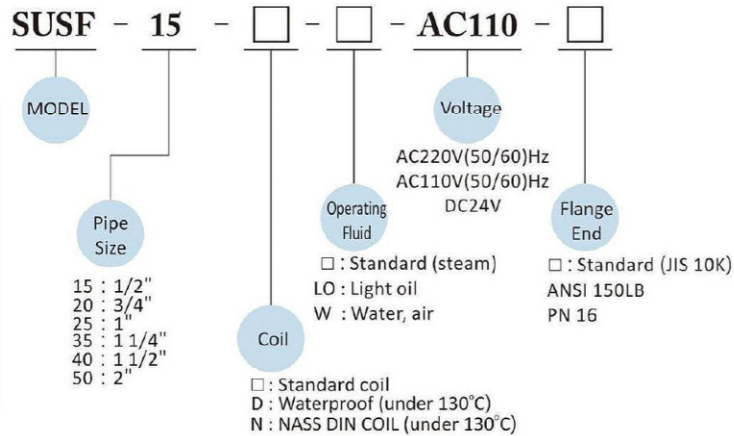 SUSF – 15 – □ – □ – AC110 – □
MODEL
Voltage
AC220V(50/60)Hz
AC110V(50/60)Hz
DC24V
Pipe
Size
15 : 1/2"
20 : 3/4"
25 : 1"
35 : 1 1/4"
40 : 1 1/2"
50 : 2"
Operating
Fluid
□ : Standard (steam)
LO : Light oil
W : Water, air
Flange
End
□ : Standard (JIS 10K)
ANSI 150LB
PN 16
Coil
□ : Standard coil
D : Waterproof (under 130°C)
N : NASS DIN COIL (under 130°C)